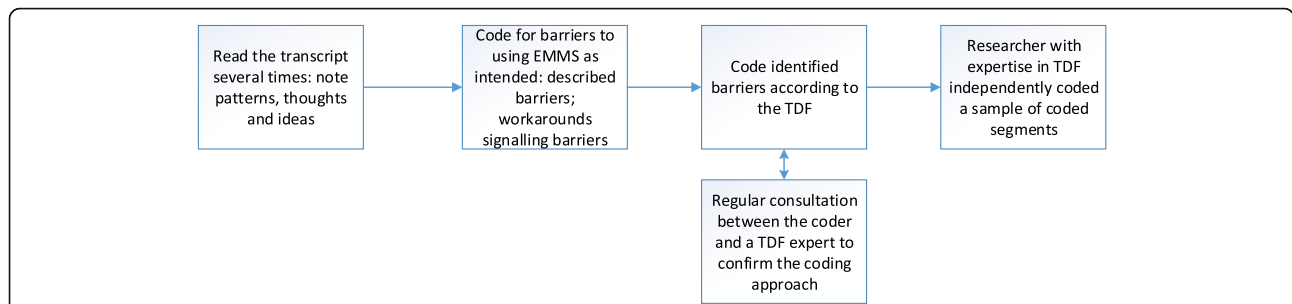 Read the transcript
several times: note
patterns, thoughts
and ideas
Code for barriers to
using EMMS as
intended: described
barriers;
workarounds
signalling barriers
Code identified
barriers according to
the TDF
Researcher with
expertise in TDF
independently coded
a sample of coded
segments
Regular consultation
between the coder
and a TDF expert to
confirm the coding
approach